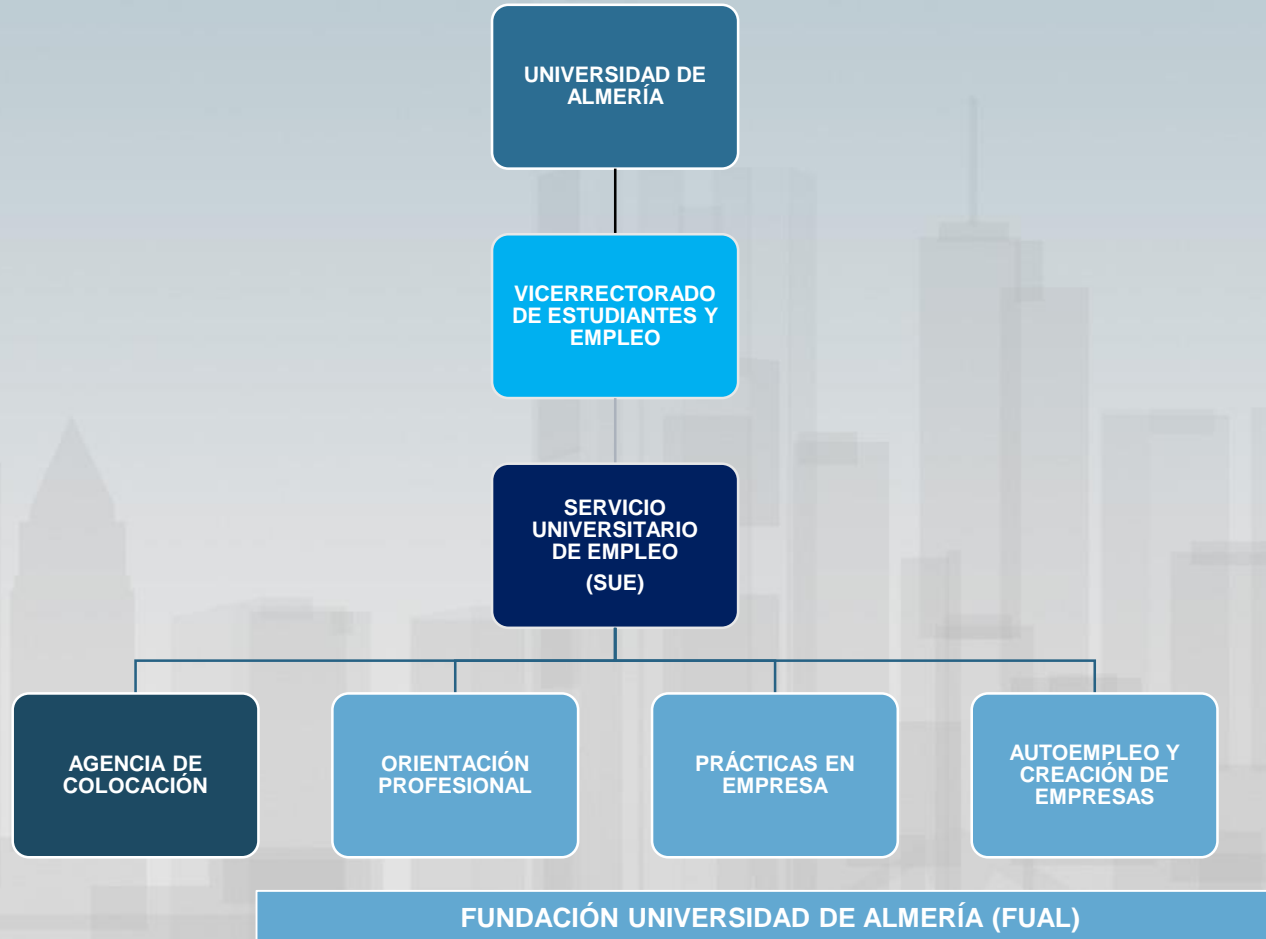 UNIVERSIDAD DE
ALMERÍA
VICERRECTORADO
DE ESTUDIANTES Y
EMPLEO
SERVICIO
UNIVERSITARIO
DE EMPLEO
(SUE)
AGENCIA DE
COLOCACIÓN
ORIENTACIÓN
PROFESIONAL
PRÁCTICAS EN
EMPRESA
AUTOEMPLEO Y
CREACIÓN DE
EMPRESAS
FUNDACIÓN UNIVERSIDAD DE ALMERÍA (FUAL)